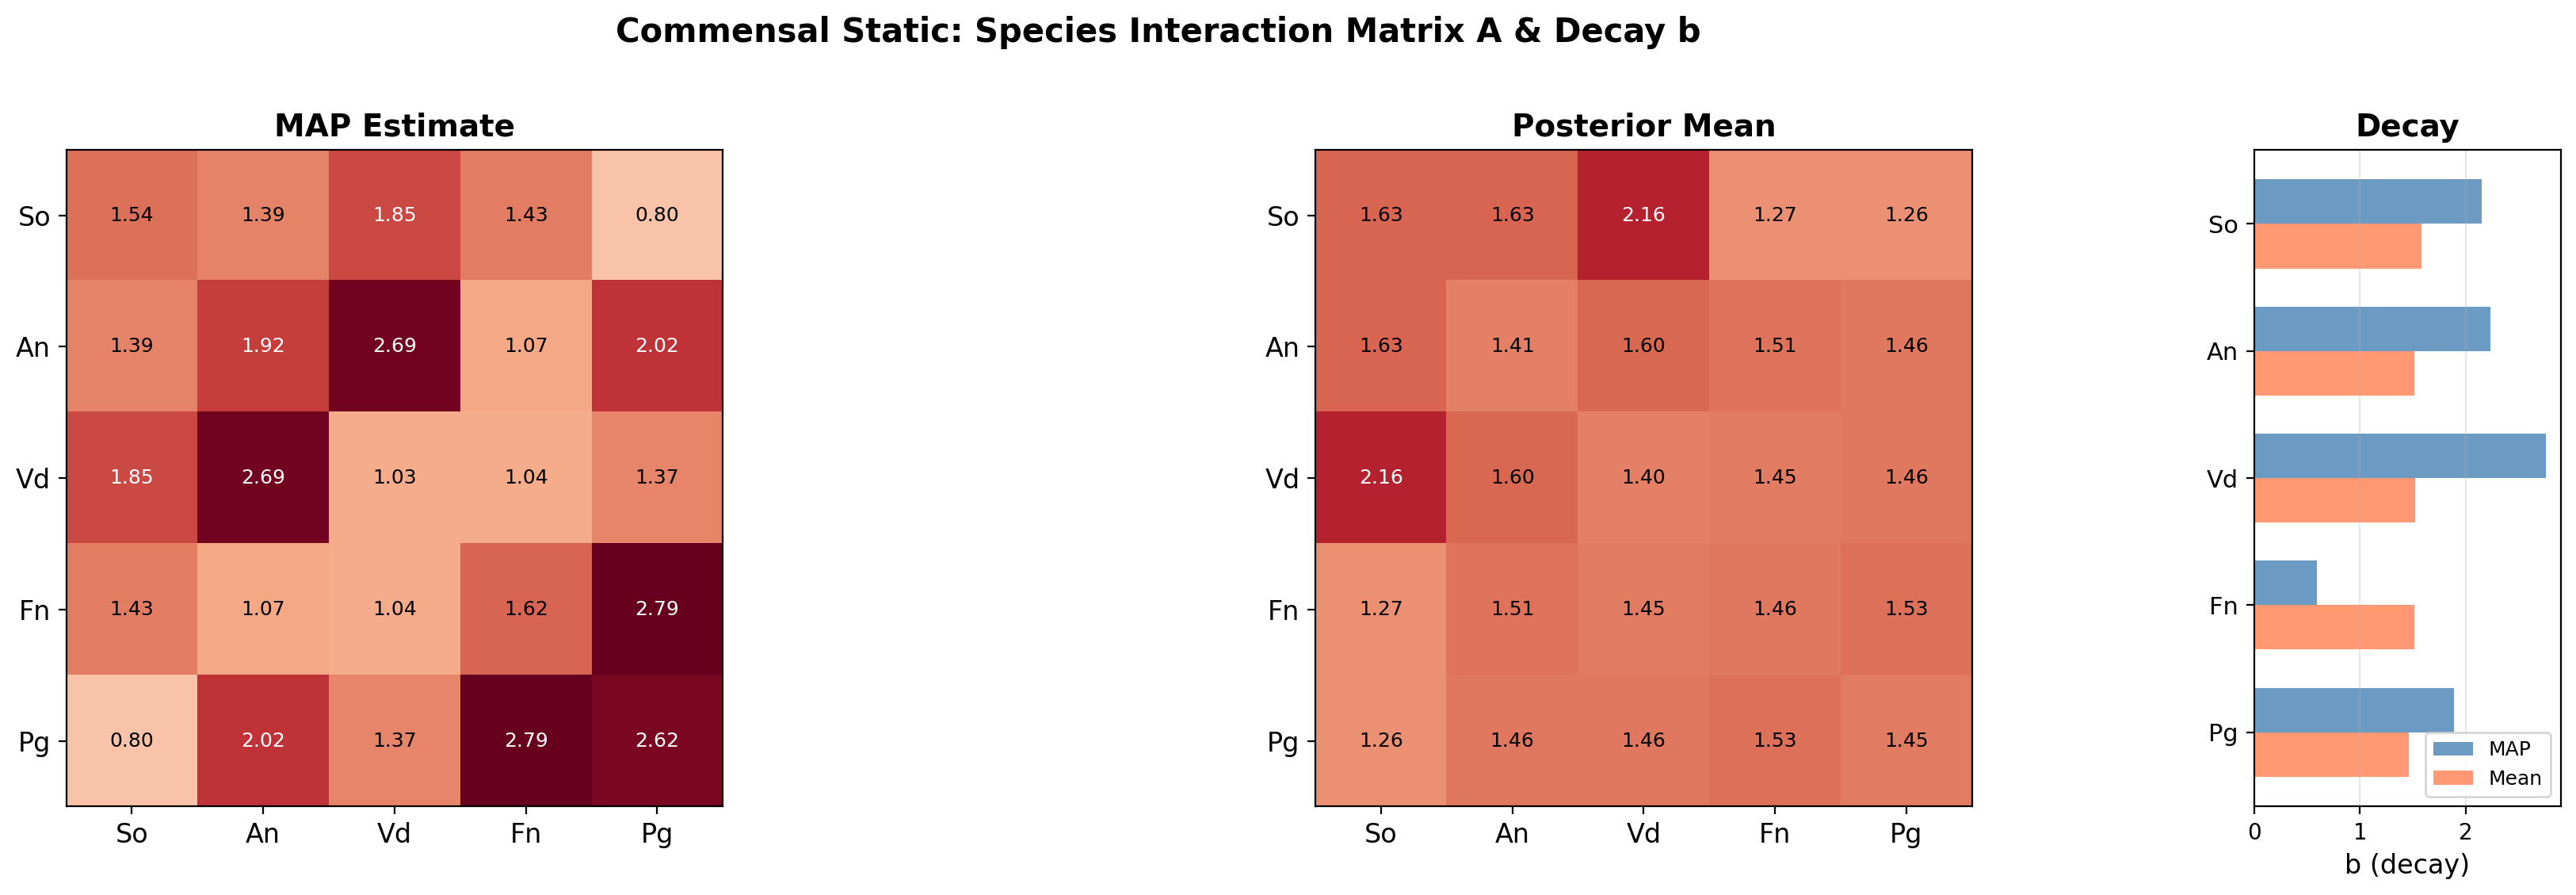 Commensal Static: Species Interaction Matrix A & Decay b
MAP Estimate
So 1.54 1.39 1.85 1.43 0.80
An 1.39 1.92 2.69 1.07 2.02
Vd 1.85 2.69 1.03 1.04 1.37
Fn 1.43 1.07 1.04 1.62 2.79
Pg 0.80 2.02 1.37 2.79 2.62
So An Vd Fn Pg
Posterior Mean
So 1.63 1.63 2.16 1.27 1.26
An 1.63 1.41 1.60 1.51 1.46
Vd 2.16 1.60 1.40 1.45 1.46
Fn 1.27 1.51 1.45 1.46 1.53
Pg 1.26 1.46 1.46 1.53 1.45
So An Vd Fn Pg
Decay
So
An
Vd
Fn
Pg
MAP
Mean
0 1 2
b (decay)